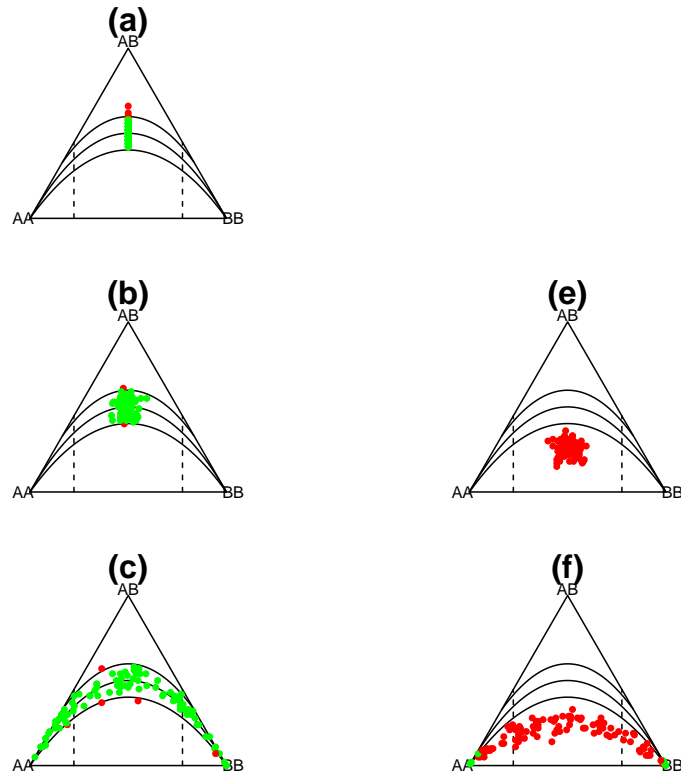 (a)
AB
AA BB
(b) (e)
AB AB
AA BB AA BB
(c) (f)
AB AB
AA BB AA BB